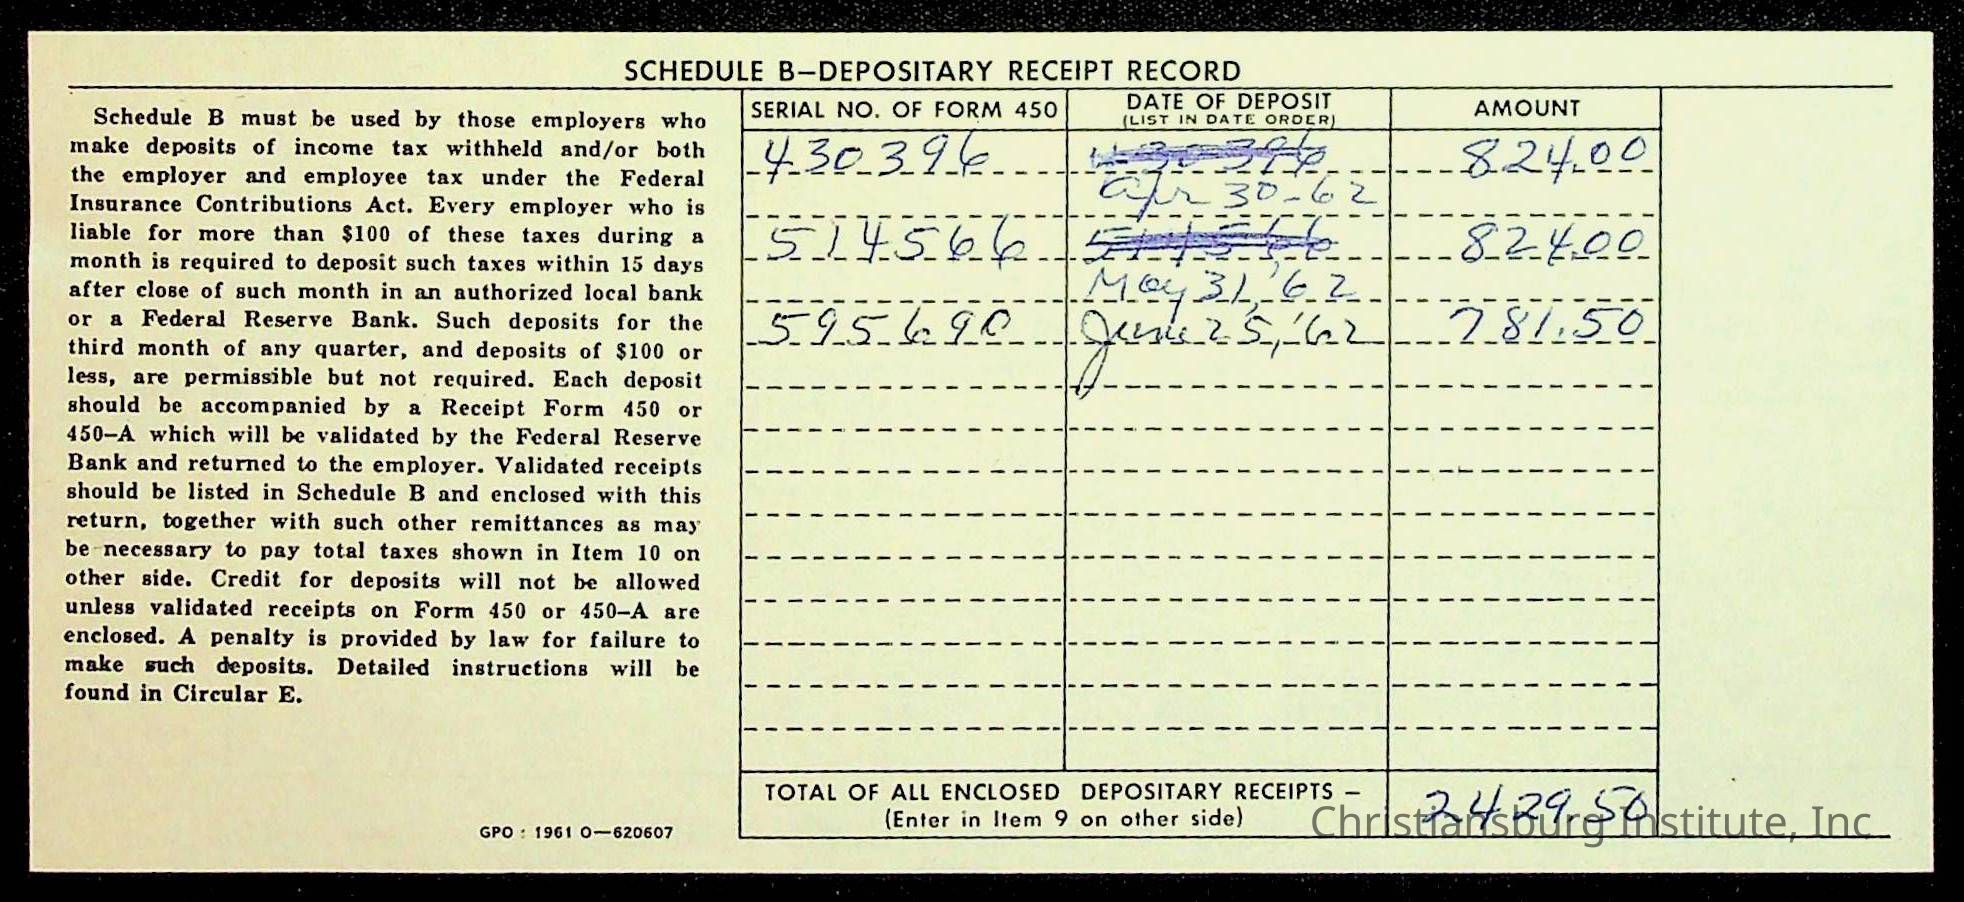 SCHEDULE B—DEPOSITARY RECEIPT RECORD
Schedule B must be used by those employers who
make deposits of income tax withheld and/or both
the employer and employee tax under the Federal
Insurance Contributions Act. Every employer who is
liable for more than $100 of these taxes during a
month is required to deposit such taxes within 15 days
after close of such month in an authorized local bank
or a Federal Reserve Bank. Such deposits for the
third month of any quarter, and deposits of $100 or
less, are permissible but not required. Each deposit
should be accompanied by a Receipt Form 450 or
450–A which will be validated by the Federal Reserve
Bank and returned to the employer. Validated receipts
should be listed in Schedule B and enclosed with this
return, together with such other remittances as may
be necessary to pay total taxes shown in Item 10 on
other side. Credit for deposits will not be allowed
unless validated receipts on Form 450 or 450–A are
enclosed. A penalty is provided by law for failure to
make such deposits. Detailed instructions will be
found in Circular E.
GPO : 1961 O—620607
SERIAL NO. OF FORM 450 DATE OF DEPOSIT AMOUNT
(LIST IN DATE ORDER)
430396 430396 824.00
Apr 30-62
514566 514566 824.00
May 31, '62
595690 June 25, '62 781.50
TOTAL OF ALL ENCLOSED DEPOSITARY RECEIPTS —
(Enter in Item 9 on other side) 2429.50
Christiansburg Institute, Inc